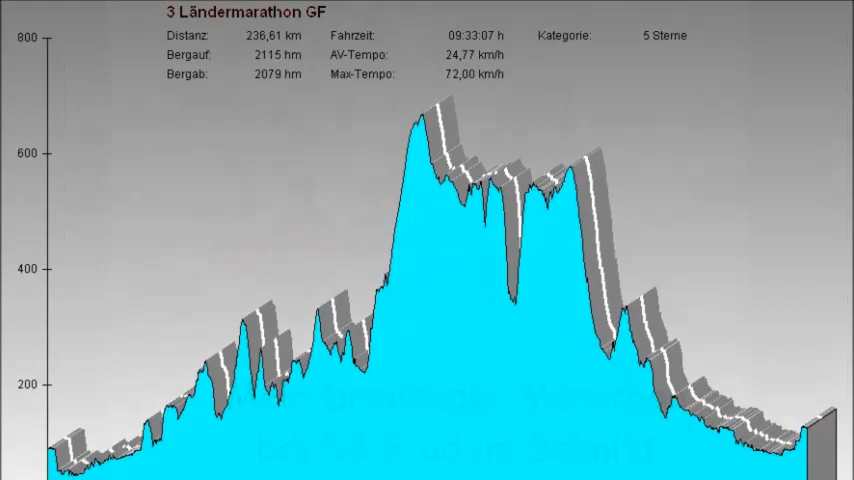 3 Ländermarathon GF
Distanz: 236,61 km Fahrzeit: 09:33:07 h Kategorie: 5 Sterne
Bergauf: 2115 hm AV-Tempo: 24,77 km/h
Bergab: 2079 hm Max-Tempo: 72,00 km/h
800
600
400
200